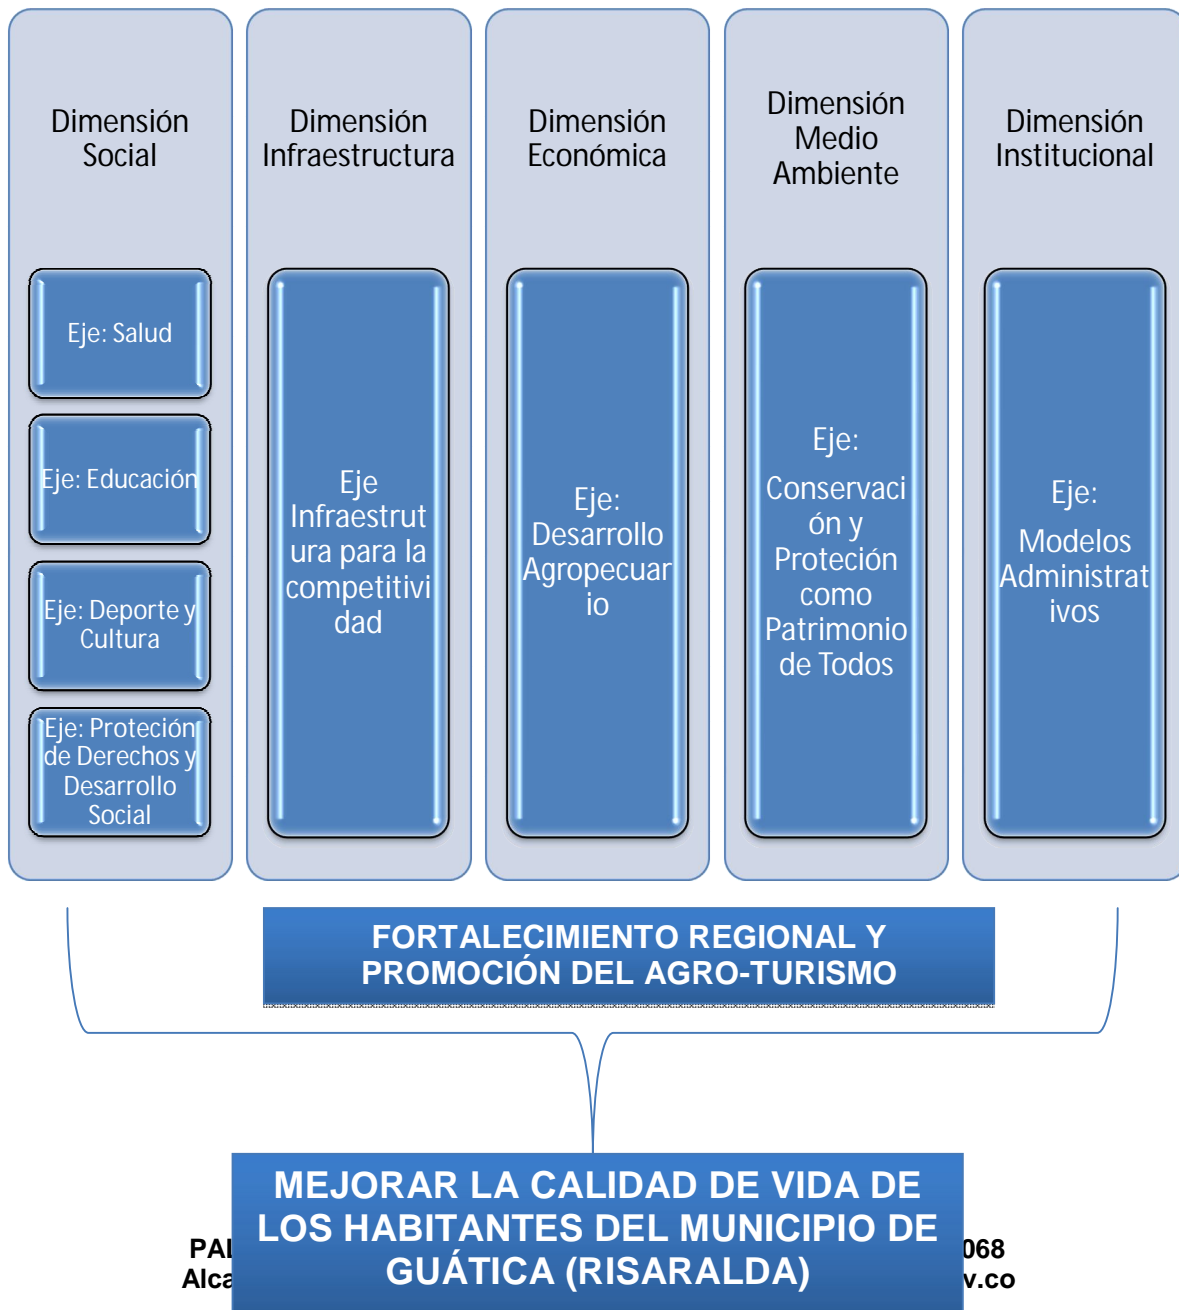 Dimensión
Social
Eje: Salud
Eje: Educación
Eje: Deporte y
Cultura
Eje: Proteción
de Derechos y
Desarrollo
Social
Dimensión
Infraestructura
Eje
Infraestrut
ura para la
competitivi
dad
Dimensión
Económica
Eje:
Desarrollo
Agropecuar
io
Dimensión
Medio
Ambiente
Eje:
Conservaci
ón y
Proteción
como
Patrimonio
de Todos
Dimensión
Institucional
Eje:
Modelos
Administrat
ivos
FORTALECIMIENTO REGIONAL Y
PROMOCIÓN DEL AGRO-TURISMO
MEJORAR LA CALIDAD DE VIDA DE
LOS HABITANTES DEL MUNICIPIO DE
GUÁTICA (RISARALDA)
068
v.co